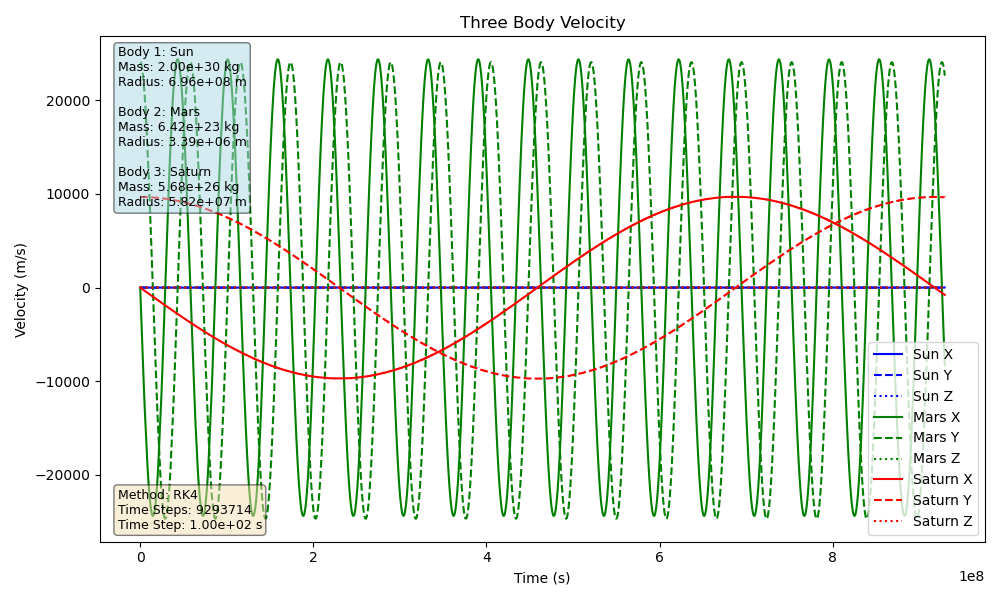 Three Body Velocity
Body 1: Sun
Mass: 2.00e+30 kg
Radius: 6.96e+08 m
Body 2: Mars
Mass: 6.42e+23 kg
Radius: 3.39e+06 m
Body 3: Saturn
Mass: 5.68e+26 kg
Radius: 5.82e+07 m
Velocity (m/s)
20000
10000
0
−10000
−20000
Sun X
Sun Y
Sun Z
Mars X
Mars Y
Mars Z
Saturn X
Saturn Y
Saturn Z
Method: RK4
Time Steps: 9293714
Time Step: 1.00e+02 s
0
2
4
6
8
1e8
Time (s)